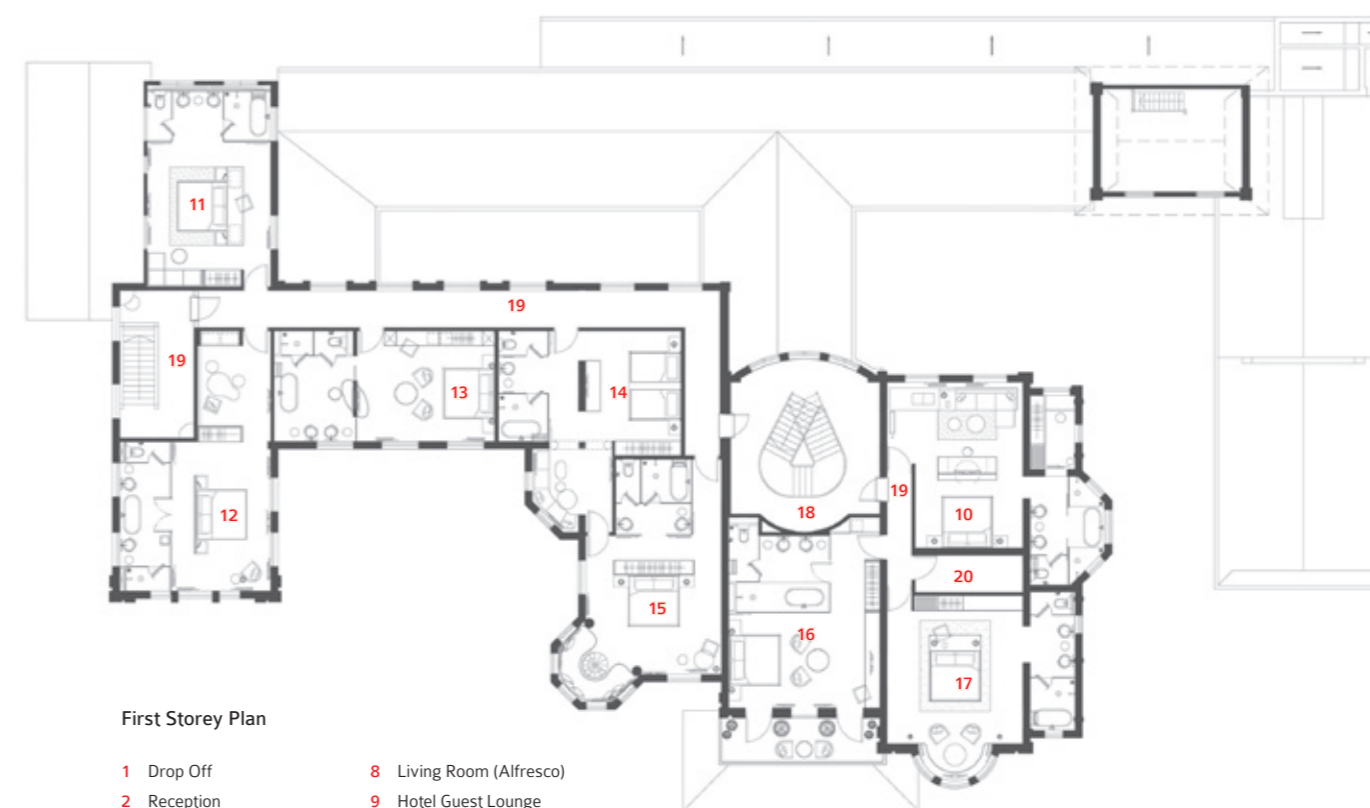 11
19
19
13
14
12
18
19
10
20
15
16
17
First Storey Plan
1 Drop Off
8 Living Room (Alfresco)
2 Reception
9 Hotel Guest Lounge